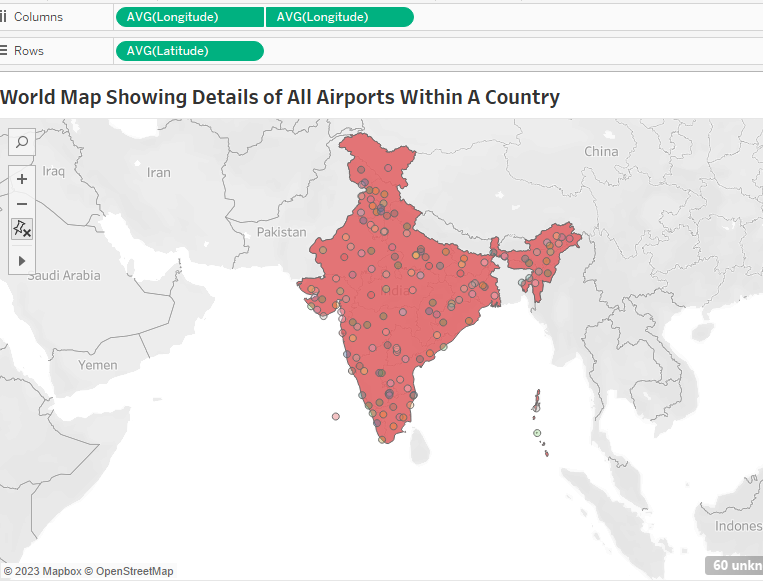 Columns AVG(Longitude) AVG(Longitude)
Rows AVG(Latitude)
World Map Showing Details of All Airports Within A Country
China
Iraq
Iran
Pakistan
Saudi Arabia
India
Yemen
Indones
© 2023 Mapbox © OpenStreetMap
60 unkn